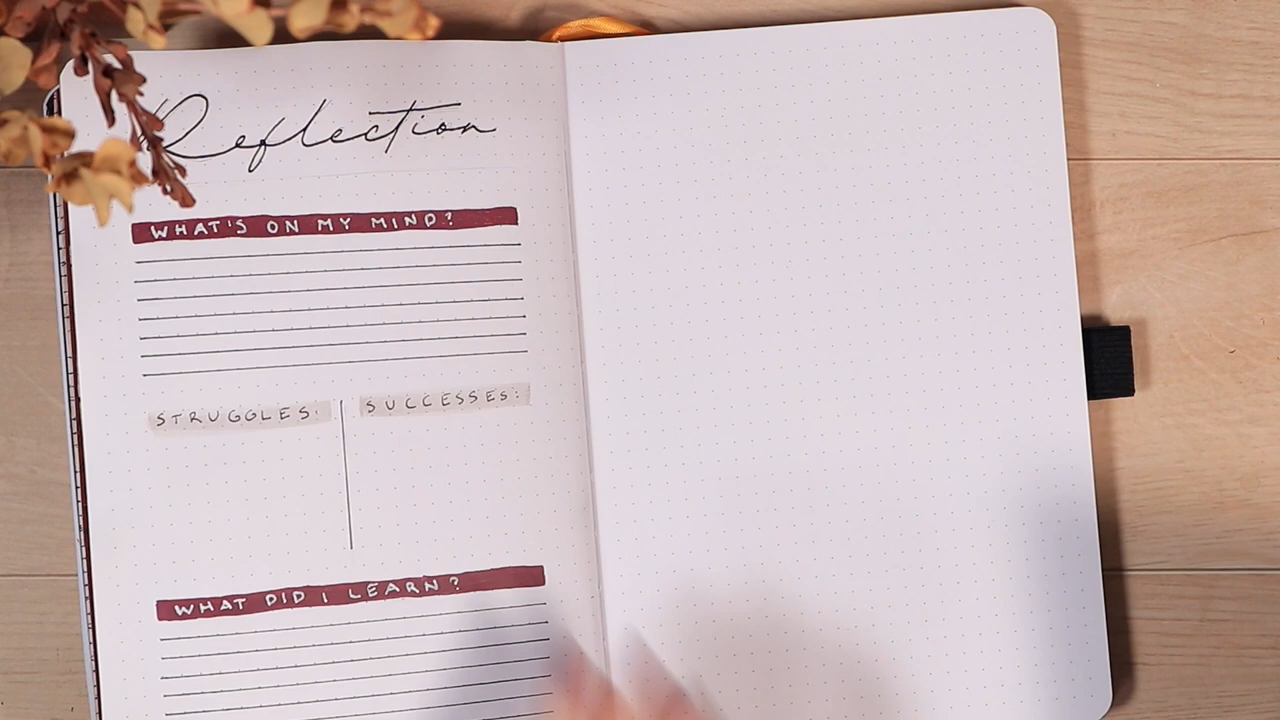 Reflection
WHAT'S ON MY MIND?
STRUGGLES: SUCCESSES:
WHAT DID I LEARN?